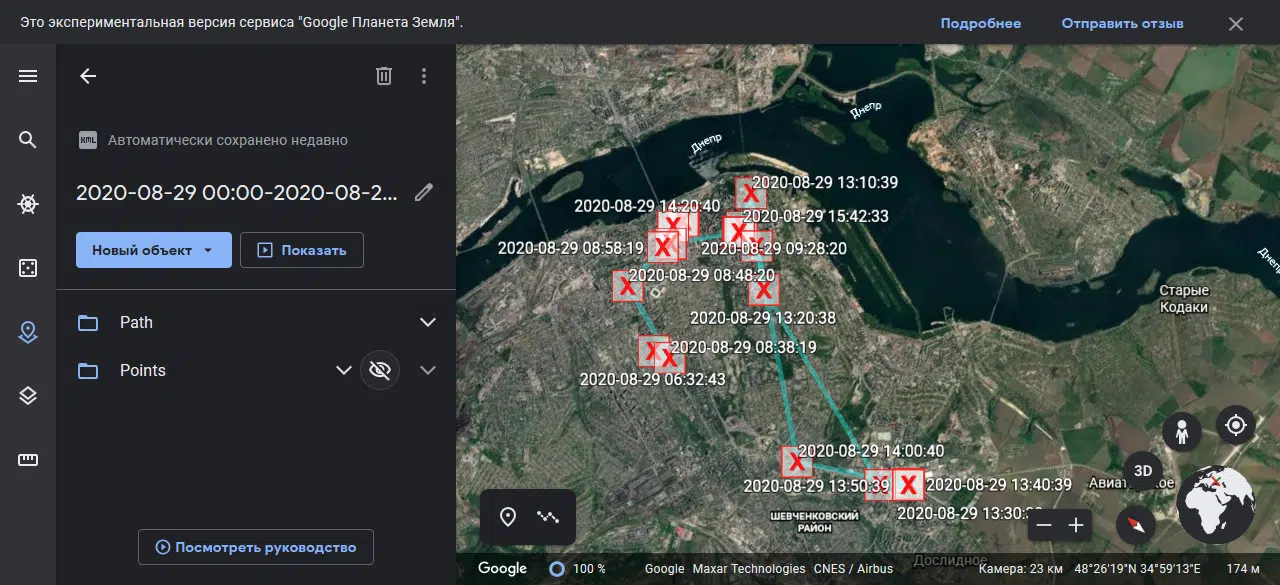 Это экспериментальная версия сервиса "Google Планета Земля".
Подробнее
Отправить отзыв
KML
Автоматически сохранено недавно
2020-08-29 00:00-2020-08-2...
Новый объект
Показать
Path
Points
Посмотреть руководство
Днепр
Днепр
Днепр
2020-08-29 13:10:39
2020-08-29 14:20:40
2020-08-29 15:42:33
2020-08-29 08:58:19
2020-08-29 09:28:20
2020-08-29 08:48:20
2020-08-29 13:20:38
2020-08-29 08:38:19
2020-08-29 06:32:43
Старые
Кодаки
2020-08-29 14:00:40
2020-08-29 13:50:39
2020-08-29 13:40:39
2020-08-29 13:30:
ШЕВЧЕНКОВСКИЙ
РАЙОН
3D
Дослидное
Google
100 %
Google Maxar Technologies CNES / Airbus
Камера: 23 км 48°26'19"N 34°59'13"E 174 м